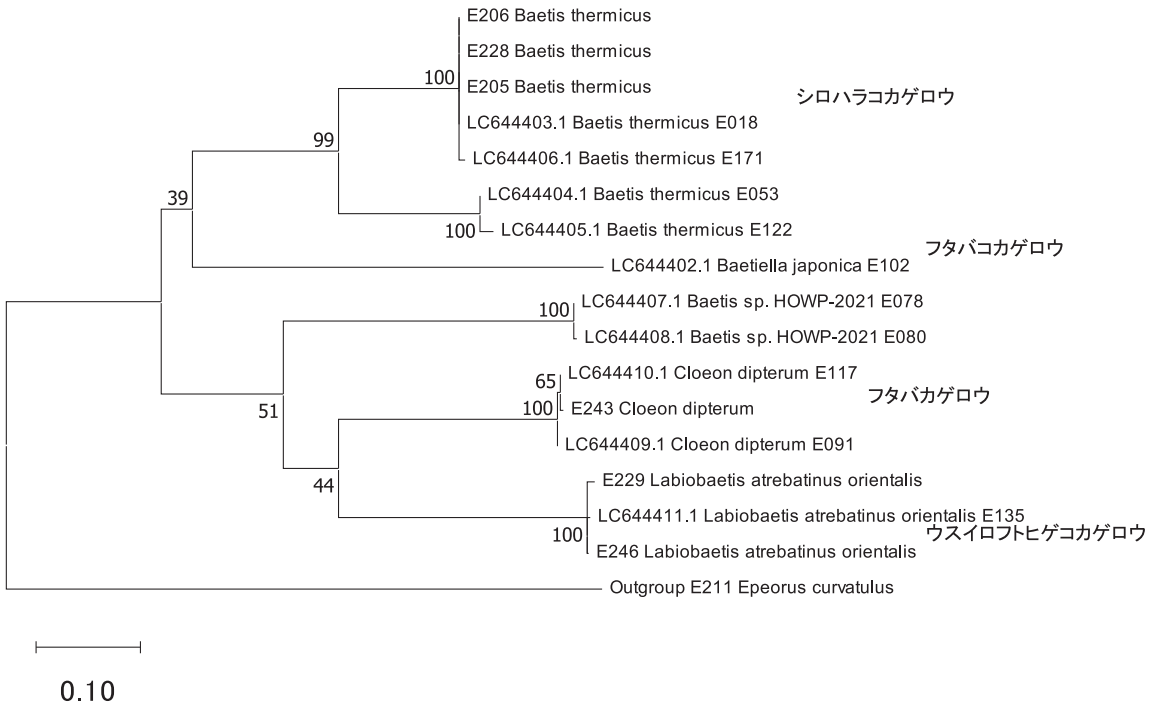 E206 Baetis thermicus
E228 Baetis thermicus
100
E205 Baetis thermicus
シロハラコカゲロウ
LC644403.1 Baetis thermicus E018
99
LC644406.1 Baetis thermicus E171
39
LC644404.1 Baetis thermicus E053
100
LC644405.1 Baetis thermicus E122
フタバコカゲロウ
LC644402.1 Baetiella japonica E102
100
LC644407.1 Baetis sp. HOWP-2021 E078
LC644408.1 Baetis sp. HOWP-2021 E080
65
LC644410.1 Cloeon dipterum E117
フタバカゲロウ
51
100
E243 Cloeon dipterum
LC644409.1 Cloeon dipterum E091
44
E229 Labiobaetis atrebatinus orientalis
LC644411.1 Labiobaetis atrebatinus orientalis E135
100
ウスイロフトヒゲコカゲロウ
E246 Labiobaetis atrebatinus orientalis
Outgroup E211 Epeorus curvatulus
0.10